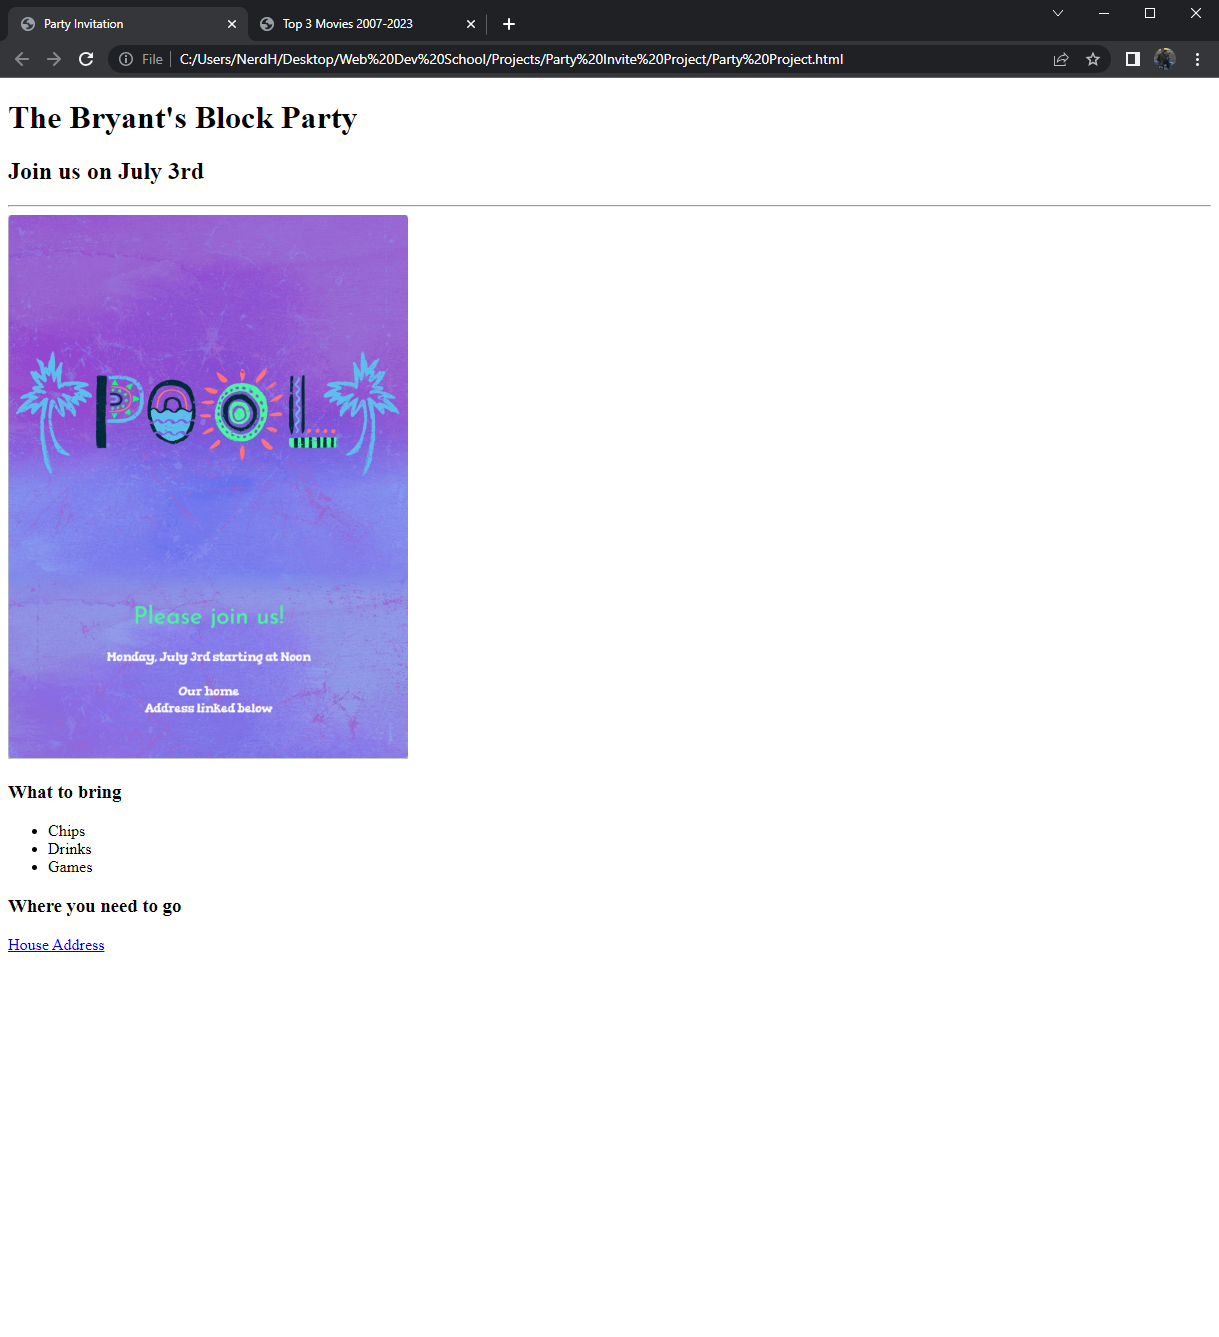 Party Invitation
Top 3 Movies 2007-2023
File C:/Users/NerdH/Desktop/Web%20Dev%20School/Projects/Party%20Invite%20Project/Party%20Project.html
The Bryant's Block Party
Join us on July 3rd
POOL
Please join us!
Monday, July 3rd starting at Noon
Our home
Address linked below
What to bring
Chips
Drinks
Games
Where you need to go
House Address